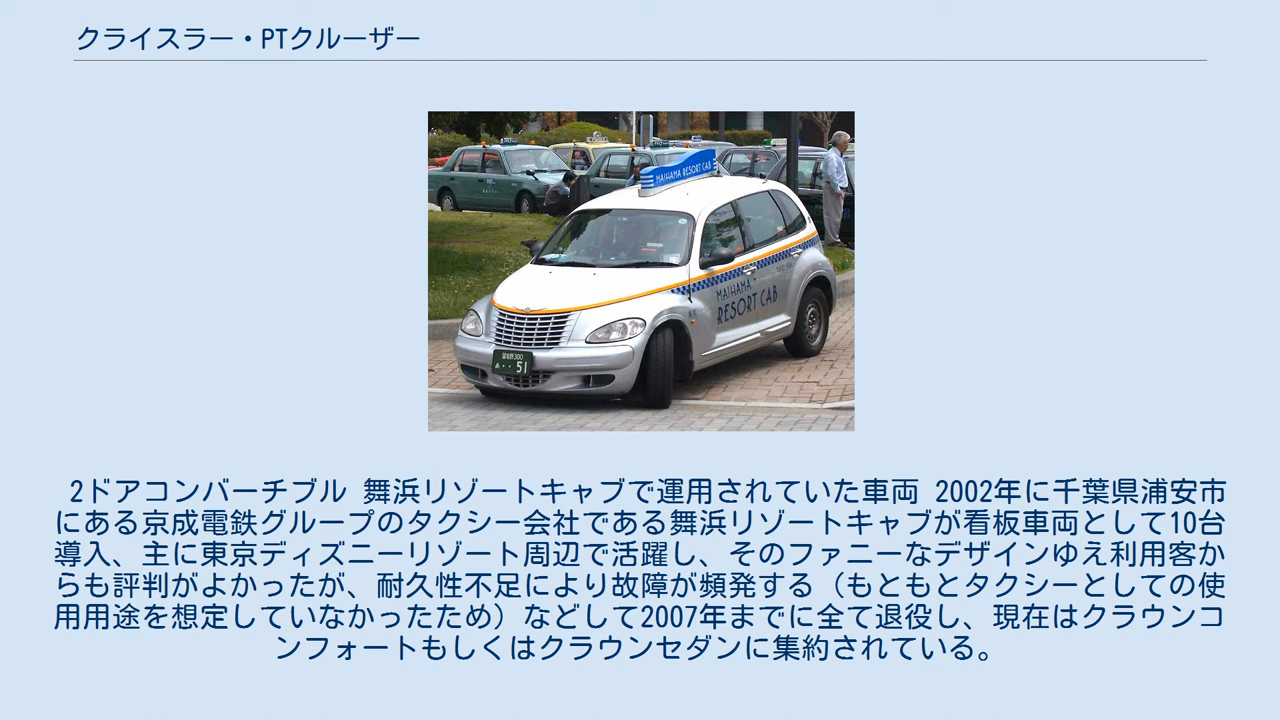 クライスラー・PTクルーザー
MAIHAMA RESORT CAB
MAIHAMA
RESORT CAB
51
2ドアコンバーチブル 舞浜リゾートキャブで運用されていた車両 2002年に千葉県浦安市
にある京成電鉄グループのタクシー会社である舞浜リゾートキャブが看板車両として10台
導入、主に東京ディズニーリゾート周辺で活躍し、そのファニーなデザインゆえ利用客か
らも評判がよかったが、耐久性不足により故障が頻発する（もともとタクシーとしての使
用用途を想定していなかったため）などして2007年までに全て退役し、現在はクラウンコ
ンフォートもしくはクラウンセダンに集約されている。